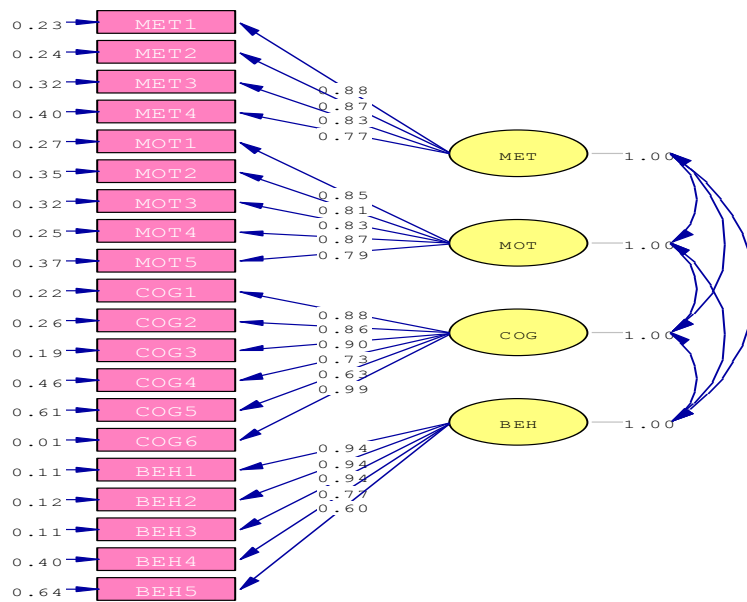 0.23 MET1
0.24 MET2
0.32 MET3
0.40 MET4
0.27 MOT1
0.35 MOT2
0.32 MOT3
0.25 MOT4
0.37 MOT5
0.22 COG1
0.26 COG2
0.19 COG3
0.46 COG4
0.61 COG5
0.01 COG6
0.11 BEH1
0.12 BEH2
0.11 BEH3
0.40 BEH4
0.64 BEH5
0.88
0.87
0.83
0.77
0.85
0.81
0.83
0.87
0.79
0.88
0.86
0.90
0.73
0.63
0.99
0.94
0.94
0.94
0.77
0.60
MET 1.00
MOT 1.00
COG 1.00
BEH 1.00